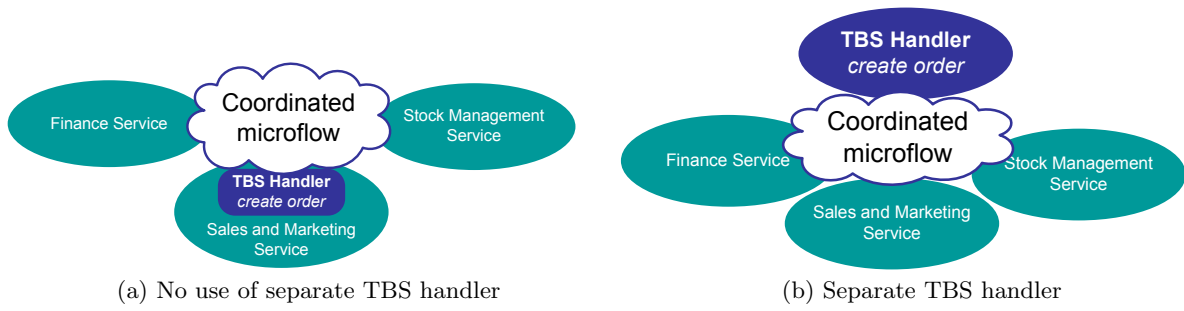 Coordinated
microflow
Finance Service
Stock Management
Service
TBS Handler
create order
Sales and Marketing
Service
(a) No use of separate TBS handler
TBS Handler
create order
Coordinated
microflow
Finance Service
Stock Management
Service
Sales and Marketing
Service
(b) Separate TBS handler